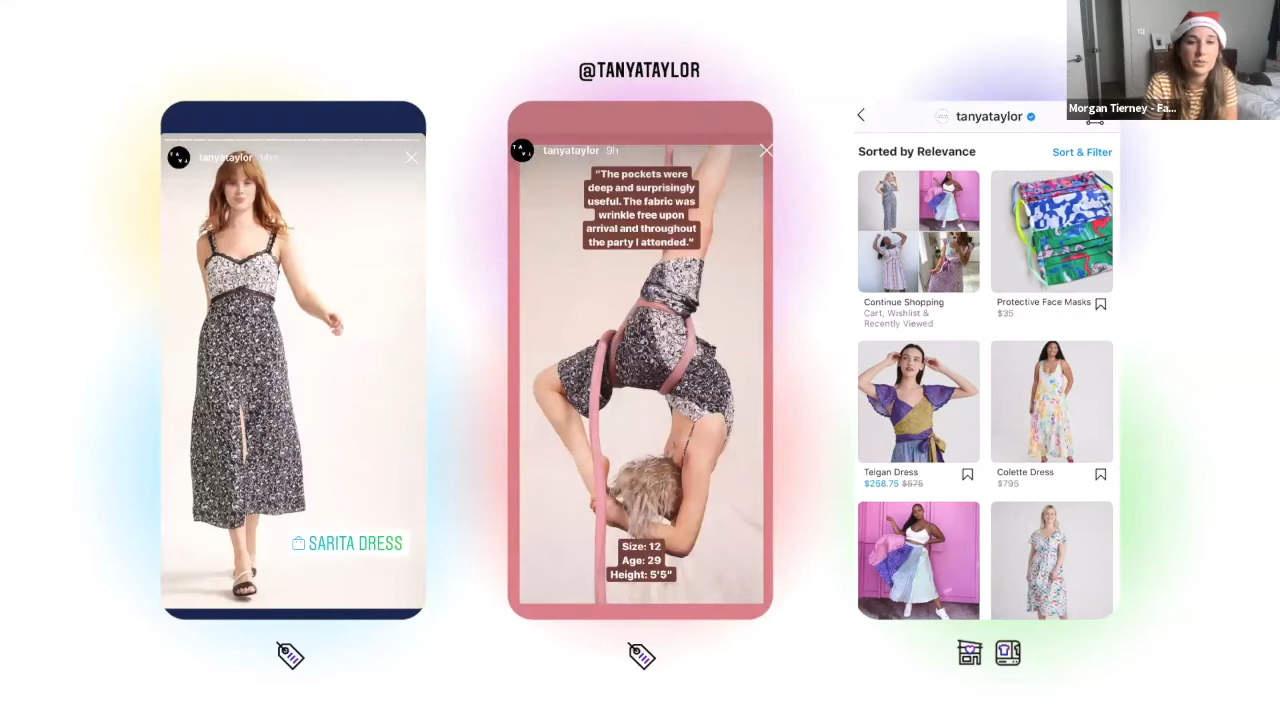 @TANYATAYLOR
tanyataylor 14m
SARITA DRESS
tanyataylor 9h
"The pockets were
deep and surprisingly
useful. The fabric was
wrinkle free upon
arrival and throughout
the party I attended."
Size: 12
Age: 29
Height: 5'5"
tanyataylor
Sorted by Relevance
Sort & Filter
Continue Shopping
Cart, Wishlist &
Recently Viewed
Protective Face Masks
$35
Teigan Dress
$258.75 $575
Colette Dress
$795
Morgan Tierney - Fa...